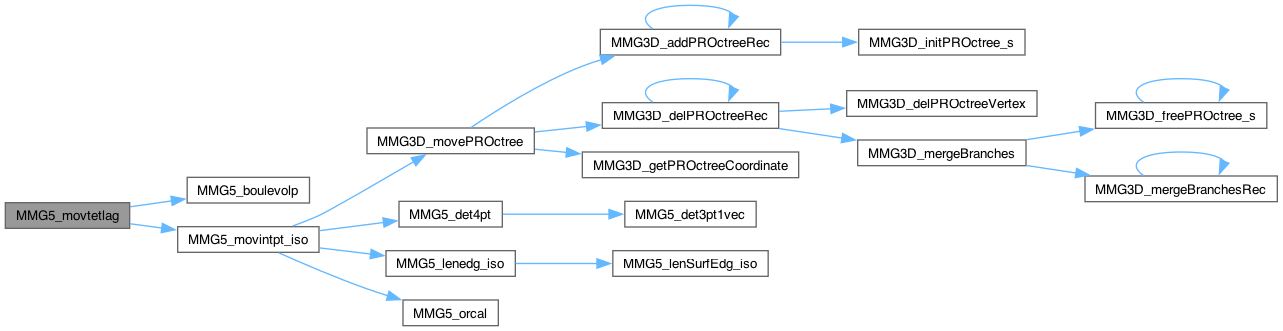 MMG5_movtetlag
MMG5_boulevolp
MMG5_movintpt_iso
MMG3D_movePROctree
MMG5_det4pt
MMG5_lenedg_iso
MMG5_orcal
MMG3D_addPROctreeRec
MMG3D_delPROctreeRec
MMG3D_getPROctreeCoordinate
MMG5_det3pt1vec
MMG5_lenSurfEdg_iso
MMG3D_initPROctree_s
MMG3D_delPROctreeVertex
MMG3D_mergeBranches
MMG3D_freePROctree_s
MMG3D_mergeBranchesRec